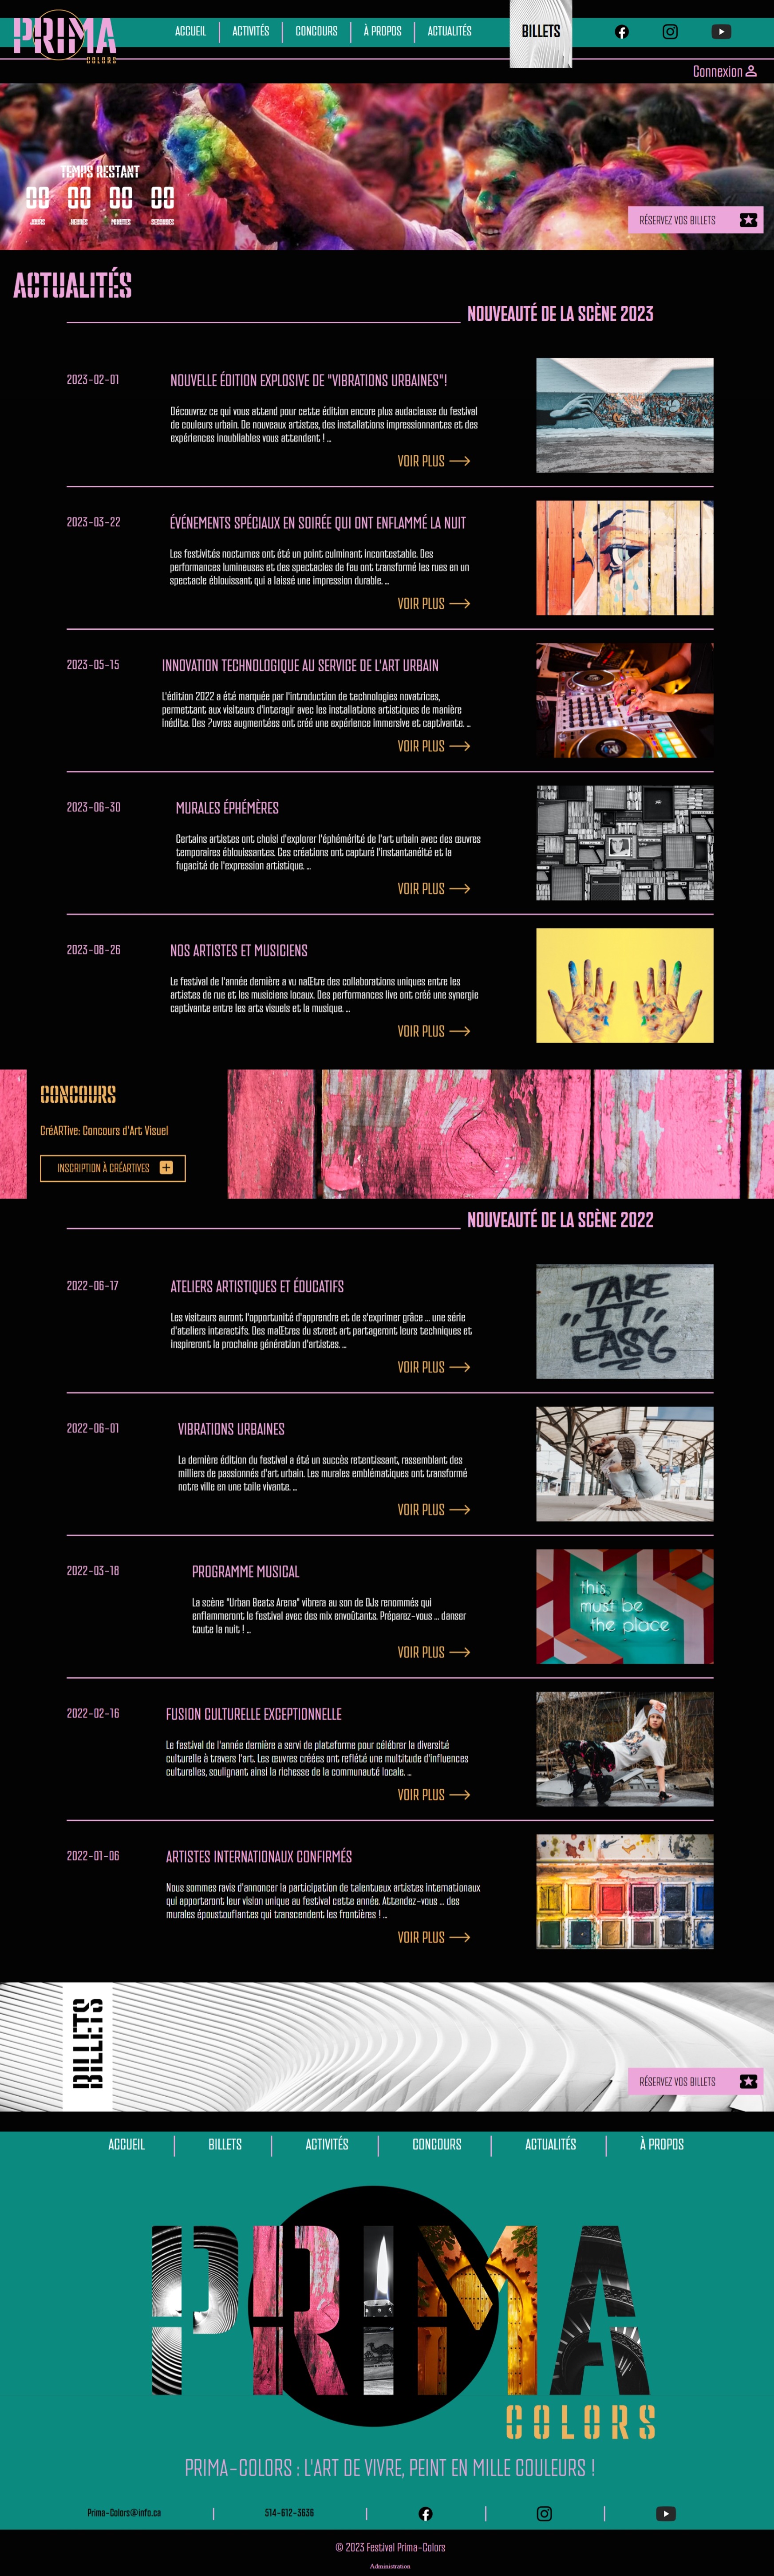 PRIMA
COLORS
ACCUEIL
ACTIVITÉS
CONCOURS
À PROPOS
ACTUALITÉS
BILLETS
Connexion
TEMPS RESTANT
00 00 00 00
JOURS HEURES MINUTES SECONDES
RÉSERVEZ VOS BILLETS
ACTUALITÉS
NOUVEAUTÉ DE LA SCÈNE 2023
2023-02-01
NOUVELLE ÉDITION EXPLOSIVE DE "VIBRATIONS URBAINES"!
Découvrez ce qui vous attend pour cette édition encore plus audacieuse du festival
de couleurs urbain. De nouveaux artistes, des installations impressionnantes et des
expériences inoubliables vous attendent ! ...
VOIR PLUS
2023-03-22
ÉVÉNEMENTS SPÉCIAUX EN SOIRÉE QUI ONT ENFLAMMÉ LA NUIT
Les festivités nocturnes ont été un point culminant incontestable. Des
performances lumineuses et des spectacles de feu ont transformé les rues en un
spectacle éblouissant qui a laissé une impression durable. ...
VOIR PLUS
2023-05-15
INNOVATION TECHNOLOGIQUE AU SERVICE DE L'ART URBAIN
L'édition 2022 a été marquée par l'introduction de technologies novatrices,
permettant aux visiteurs d'interagir avec les installations artistiques de manière
inédite. Des ?uvres augmentées ont créé une expérience immersive et captivante. ...
VOIR PLUS
2023-06-30
MURALES ÉPHÉMÈRES
Certains artistes ont choisi d'explorer l'éphémérité de l'art urbain avec des œuvres
temporaires éblouissantes. Ces créations ont capturé l'instantanéité et la
fugacité de l'expression artistique. ...
VOIR PLUS
2023-08-26
NOS ARTISTES ET MUSICIENS
Le festival de l'année dernière a vu naŒtre des collaborations uniques entre les
artistes de rue et les musiciens locaux. Des performances live ont créé une synergie
captivante entre les arts visuels et la musique. ...
VOIR PLUS
CONCOURS
CréARTive: Concours d'Art Visuel
INSCRIPTION À CRÉARTIVES
NOUVEAUTÉ DE LA SCÈNE 2022
2022-06-17
ATELIERS ARTISTIQUES ET ÉDUCATIFS
Les visiteurs auront l'opportunité d'apprendre et de s'exprimer grâce ... une série
d'ateliers interactifs. Des maŒtres du street art partageront leurs techniques et
inspireront la prochaine génération d'artistes. ...
VOIR PLUS
TAKE
"IT"
EASY
2022-06-01
VIBRATIONS URBAINES
La dernière édition du festival a été un succès retentissant, rassemblant des
milliers de passionnés d'art urbain. Les murales emblématiques ont transformé
notre ville en une toile vivante. ...
VOIR PLUS
2022-03-18
PROGRAMME MUSICAL
La scène "Urban Beats Arena" vibrera au son de DJs renommés qui
enflammeront le festival avec des mix envoûtants. Préparez-vous ... danser
toute la nuit ! ...
VOIR PLUS
this
must be
the place
2022-02-16
FUSION CULTURELLE EXCEPTIONNELLE
Le festival de l'année dernière a servi de plateforme pour célébrer la diversité
culturelle à travers l'art. Les œuvres créées ont reflété une multitude d'influences
culturelles, soulignant ainsi la richesse de la communauté locale. ...
VOIR PLUS
2022-01-06
ARTISTES INTERNATIONAUX CONFIRMÉS
Nous sommes ravis d'annoncer la participation de talentueux artistes internationaux
qui apporteront leur vision unique au festival cette année. Attendez-vous ... des
murales époustouflantes qui transcendent les frontières ! ...
VOIR PLUS
BILLETS
RÉSERVEZ VOS BILLETS
ACCUEIL
BILLETS
ACTIVITÉS
CONCOURS
ACTUALITÉS
À PROPOS
PRIMA
COLORS
PRIMA-COLORS : L'ART DE VIVRE, PEINT EN MILLE COULEURS !
Prima-Colors@info.ca
514-612-3636
© 2023 Festival Prima-Colors
Administration